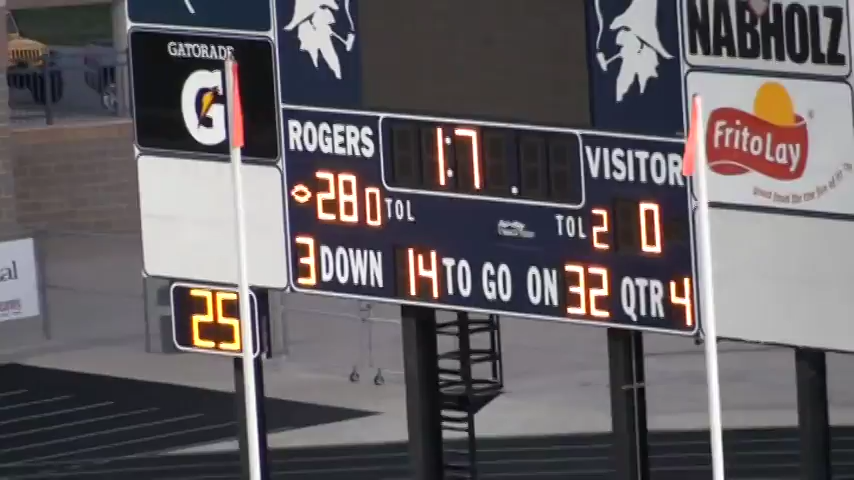 GATORADE
G
NABHOLZ
FritoLay
ROGERS 1:7 VISITOR
28 0 TOL TOL 2 0
3 DOWN 14 TO GO ON 32 QTR 4
25
al